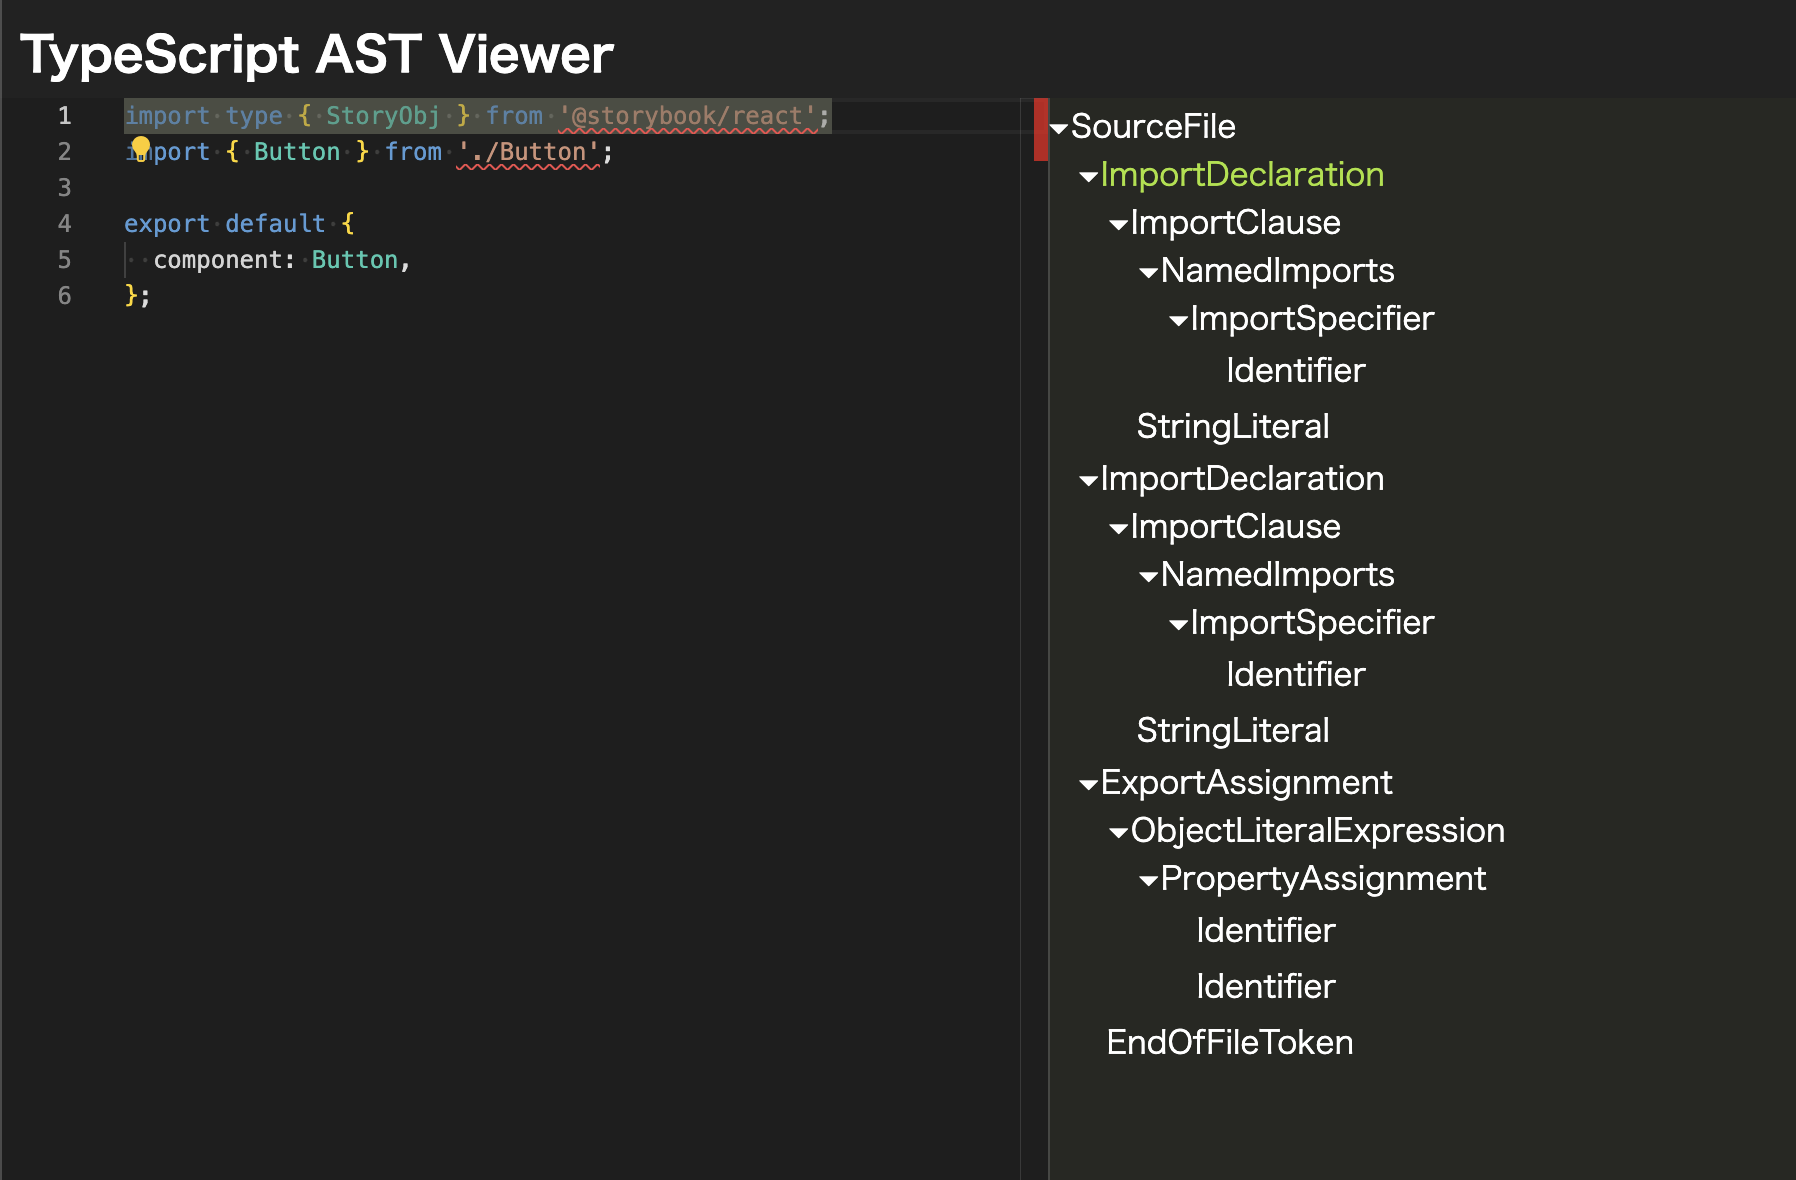 TypeScript AST Viewer
1 import type { StoryObj } from '@storybook/react';
2 import { Button } from './Button';
3
4 export default {
5   component: Button,
6 };
SourceFile
ImportDeclaration
ImportClause
NamedImports
ImportSpecifier
Identifier
StringLiteral
ImportDeclaration
ImportClause
NamedImports
ImportSpecifier
Identifier
StringLiteral
ExportAssignment
ObjectLiteralExpression
PropertyAssignment
Identifier
Identifier
EndOfFileToken